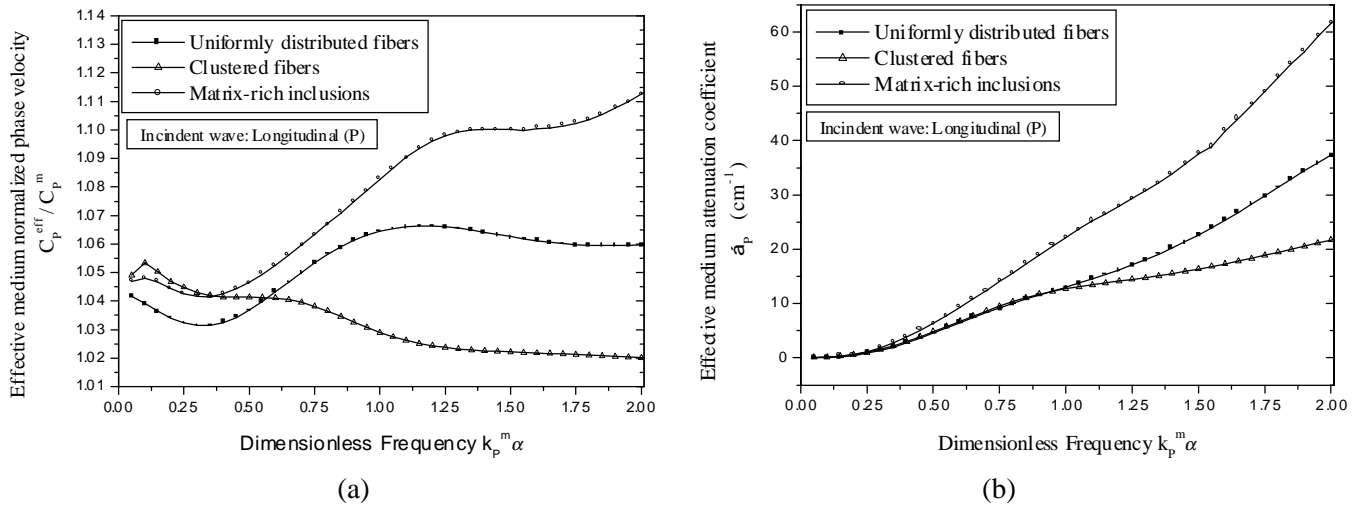 Effective medium normalized phase velocity
C_P^eff / C_P^m
1.14
1.13
1.12
1.11
1.10
1.09
1.08
1.07
1.06
1.05
1.04
1.03
1.02
1.01
Uniformly distributed fibers
Clustered fibers
Matrix-rich inclusions
Incindent wave: Longitudinal (P)
0.00 0.25 0.50 0.75 1.00 1.25 1.50 1.75 2.00
Dimensionless Frequency k_P^m α
(a)
Effective medium attenuation coefficient
á_P (cm^-1)
60
50
40
30
20
10
0
Uniformly distributed fibers
Clustered fibers
Matrix-rich inclusions
Incindent wave: Longitudinal (P)
0.00 0.25 0.50 0.75 1.00 1.25 1.50 1.75 2.00
Dimensionless Frequency k_P^m α
(b)